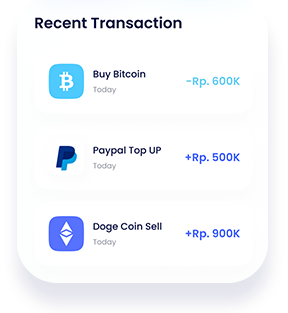 Recent Transaction
Buy Bitcoin
Today
-Rp. 600K
Paypal Top UP
Today
+Rp. 500K
Doge Coin Sell
Today
+Rp. 900K